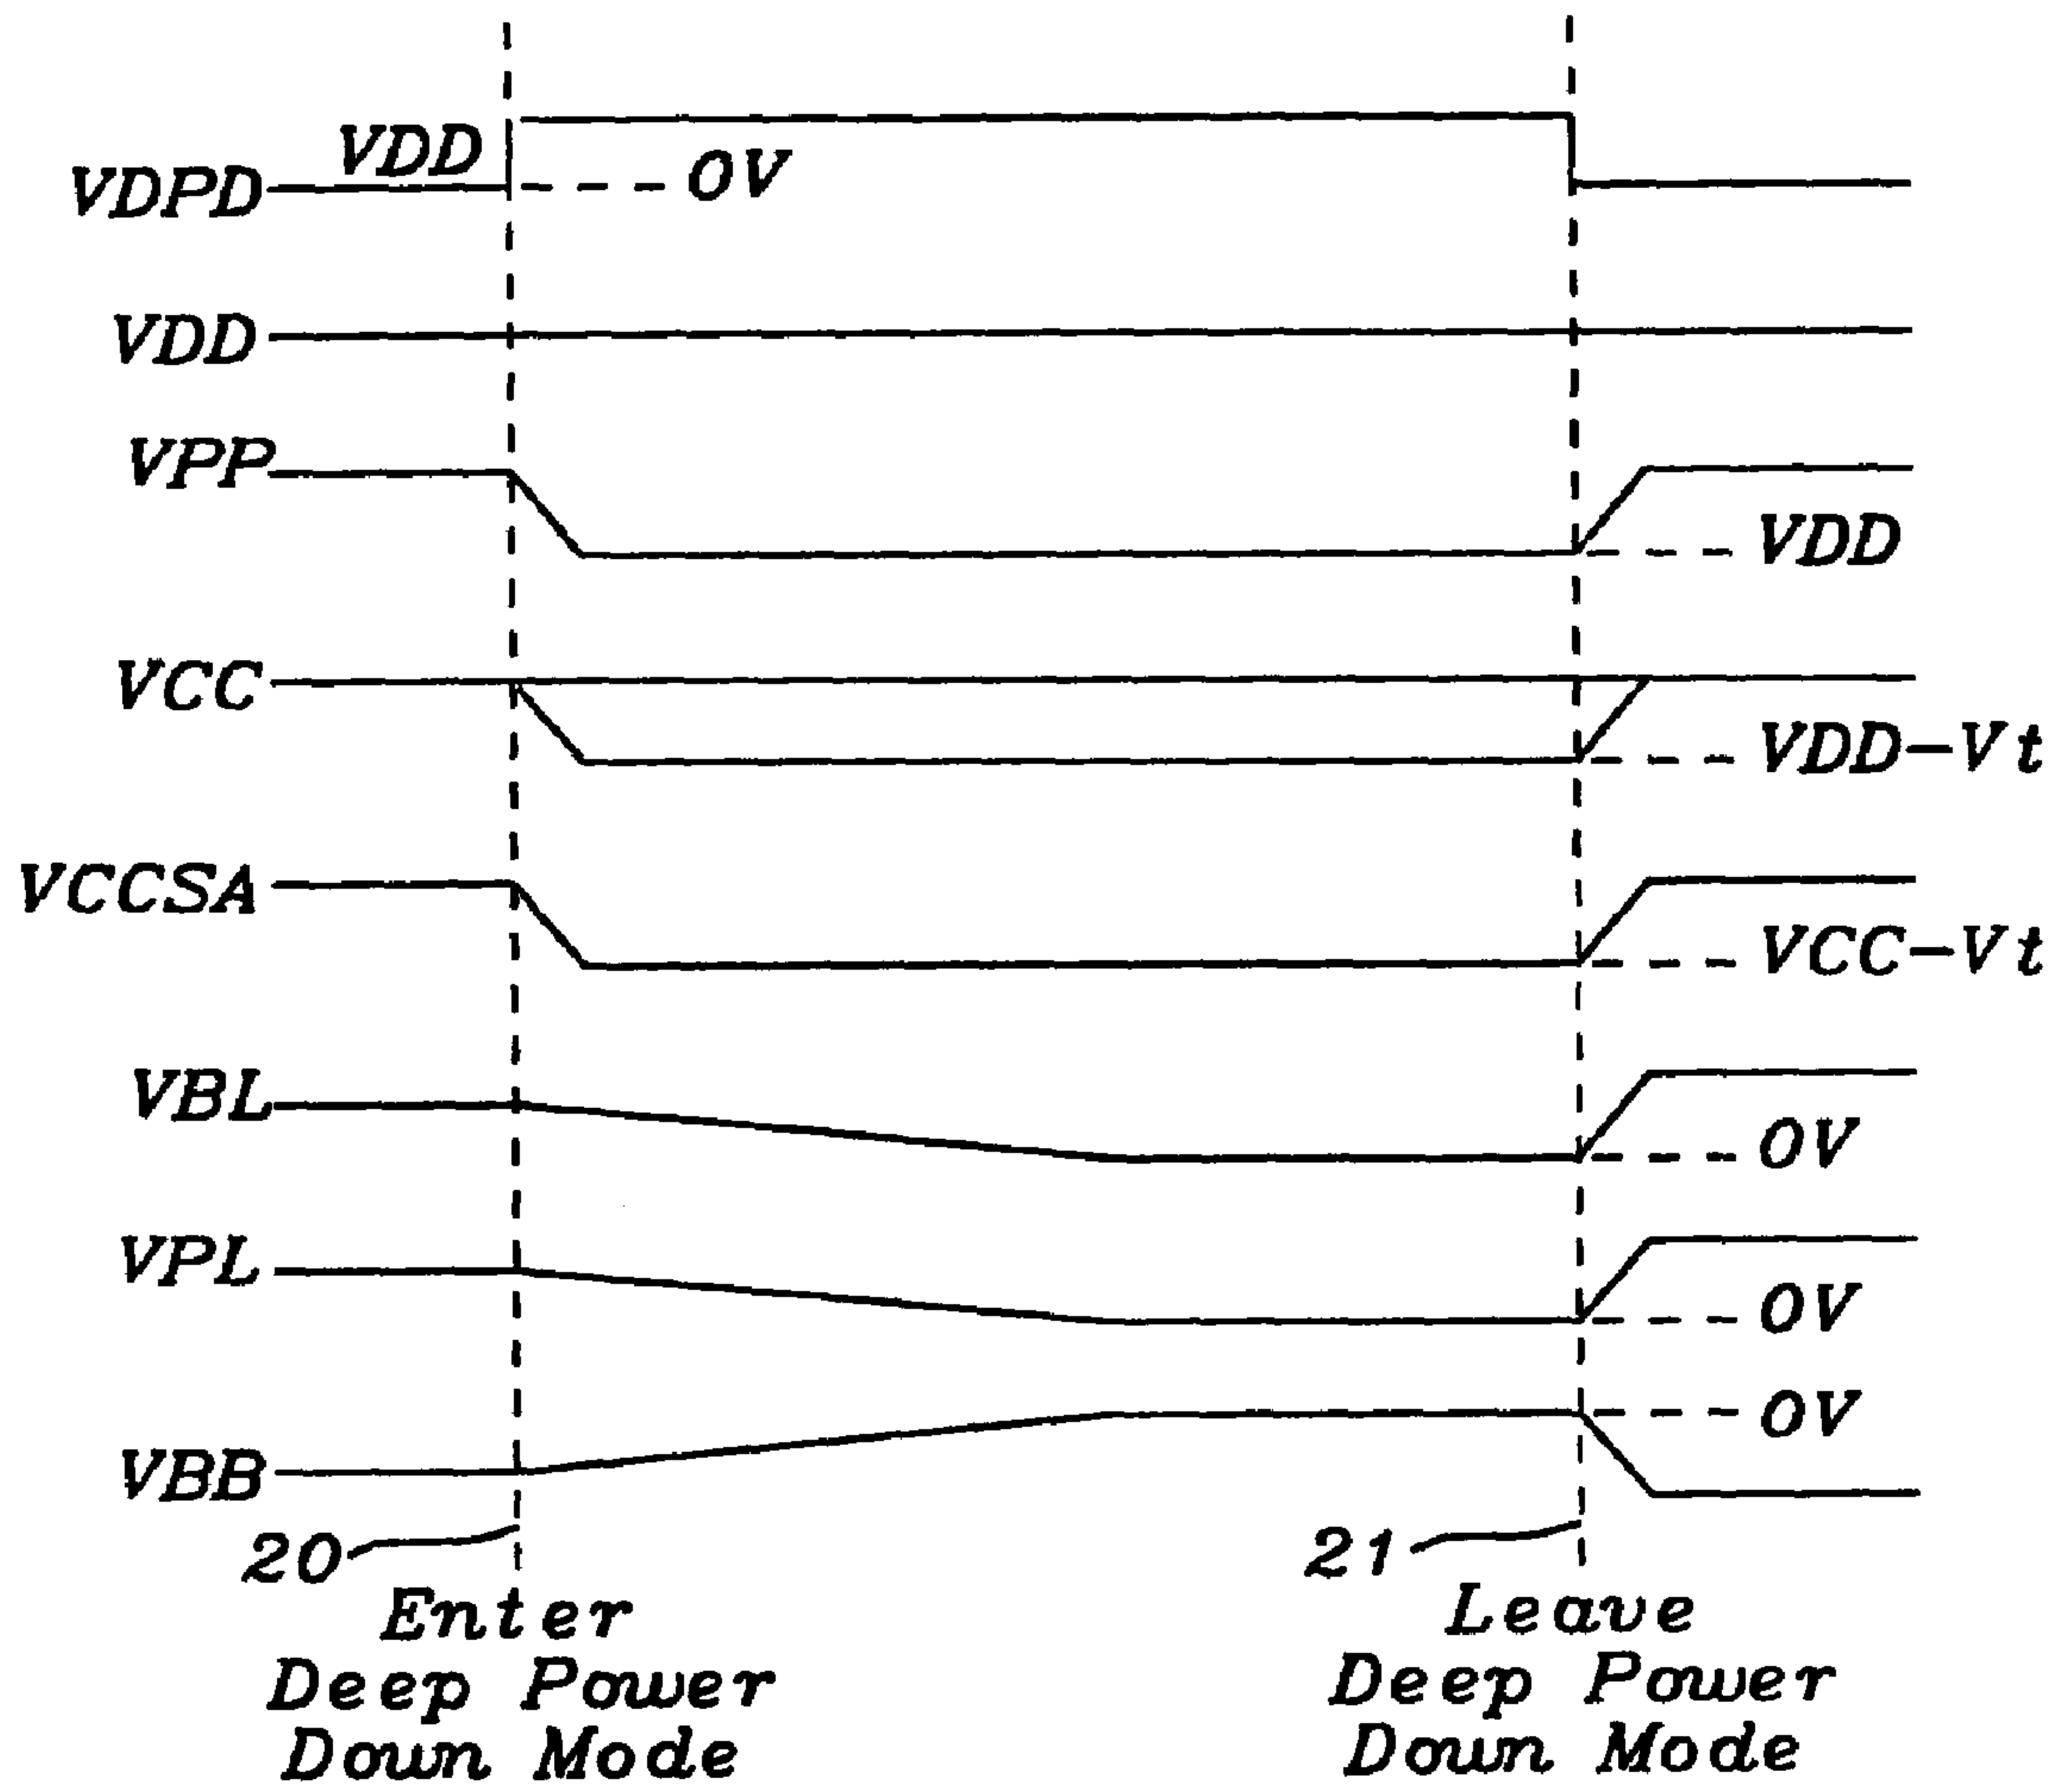 VDD
VDPD
0V
VDD
VPP
VDD
VCC
VDD-Vt
VCCSA
VCC-Vt
VBL
0V
VPL
0V
0V
VBB
20
21
Enter
Deep Power
Down Mode
Leave
Deep Power
Down Mode